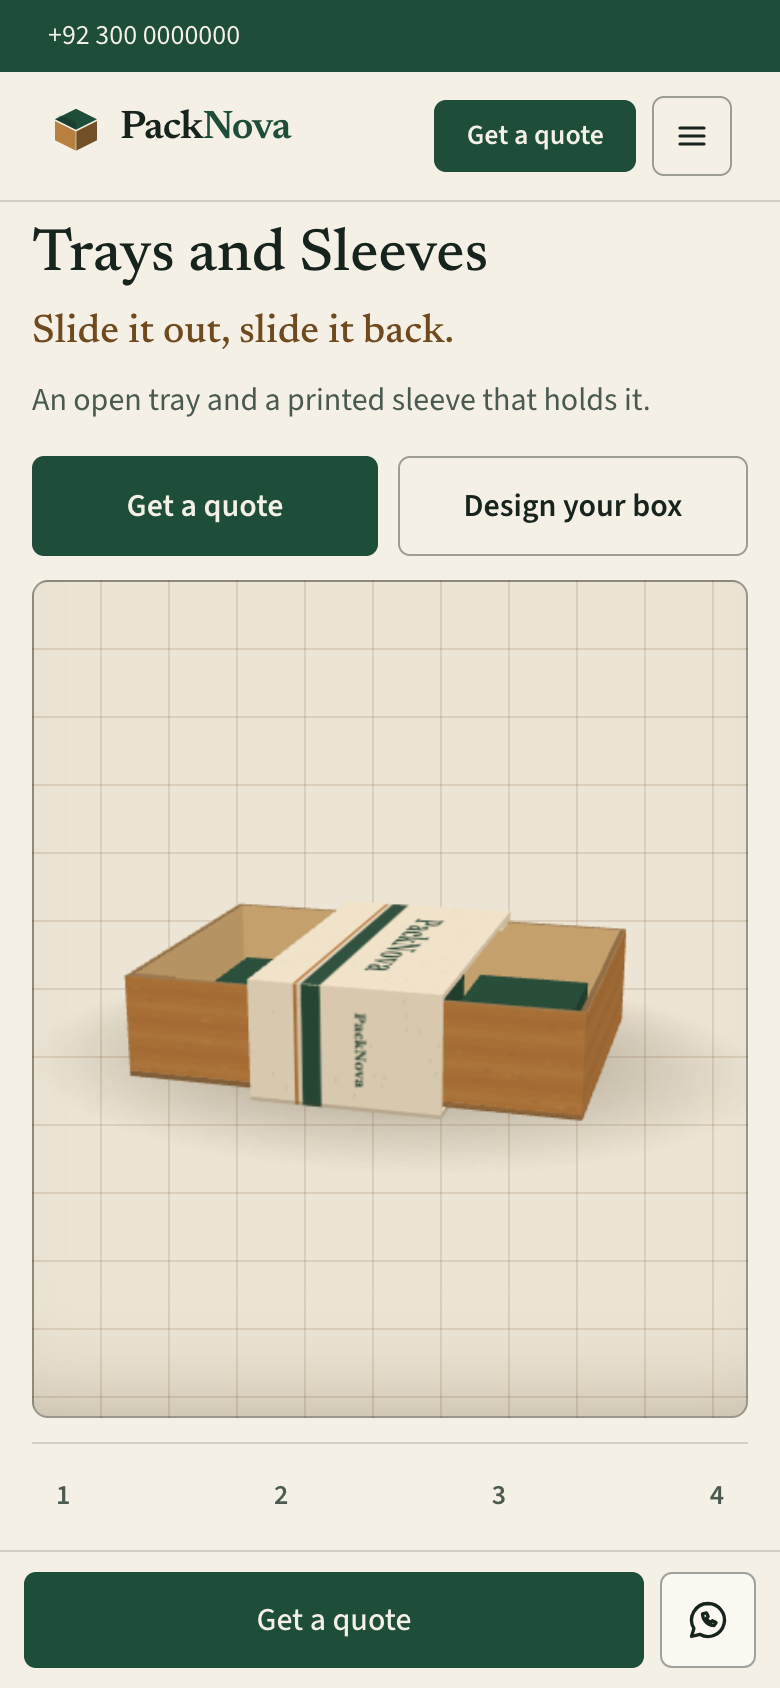 +92 300 0000000
PackNova
Get a quote
Trays and Sleeves
Slide it out, slide it back.
An open tray and a printed sleeve that holds it.
Get a quote
Design your box
PackNova
PackNova
1
2
3
4
Get a quote